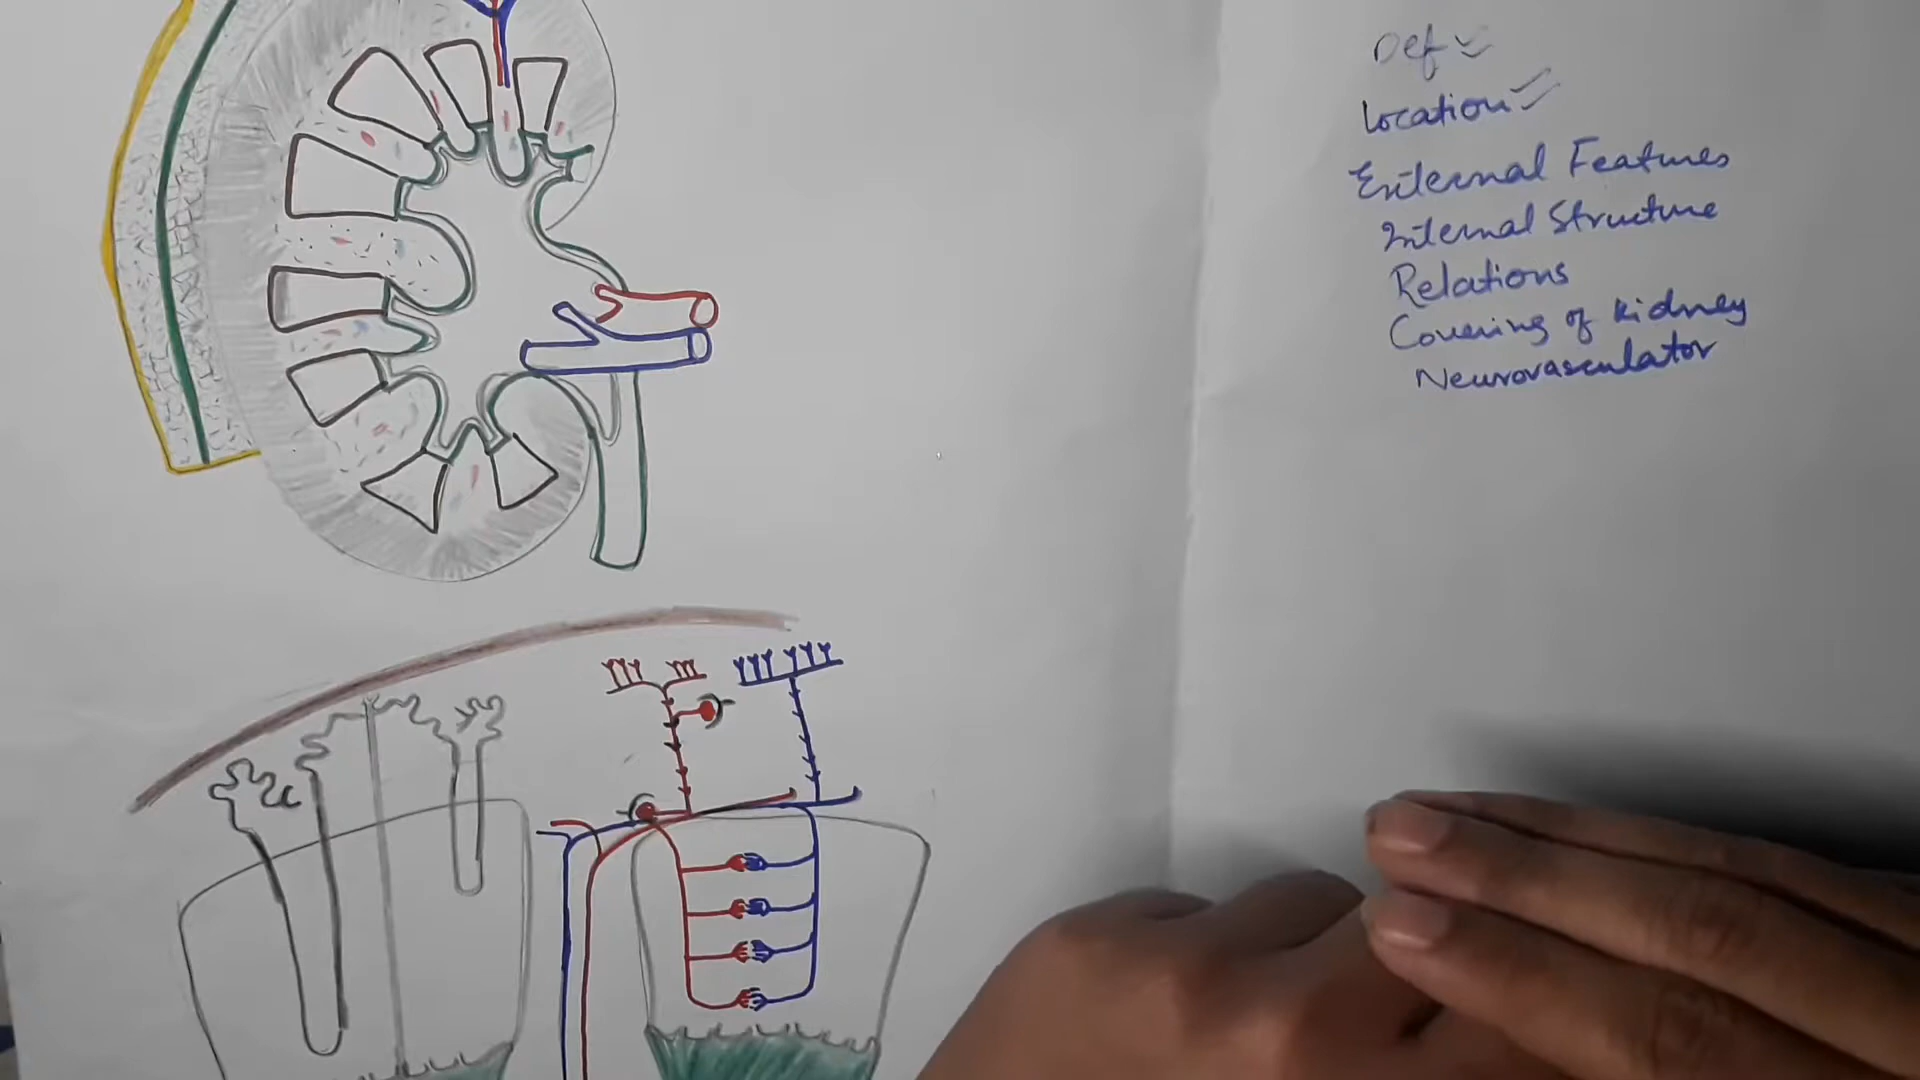 Def
Location
External Features
Internal Structure
Relations
Covering of kidney
Neurovasculator